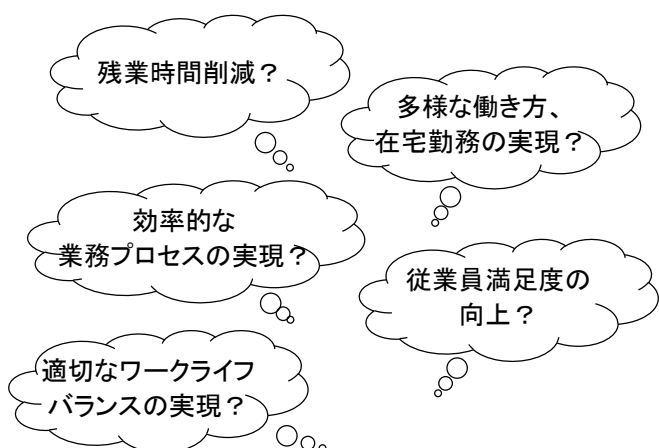 残業時間削減？
多様な働き方、
在宅勤務の実現？
効率的な
業務プロセスの実現？
従業員満足度の
向上？
適切なワークライフ
バランスの実現？